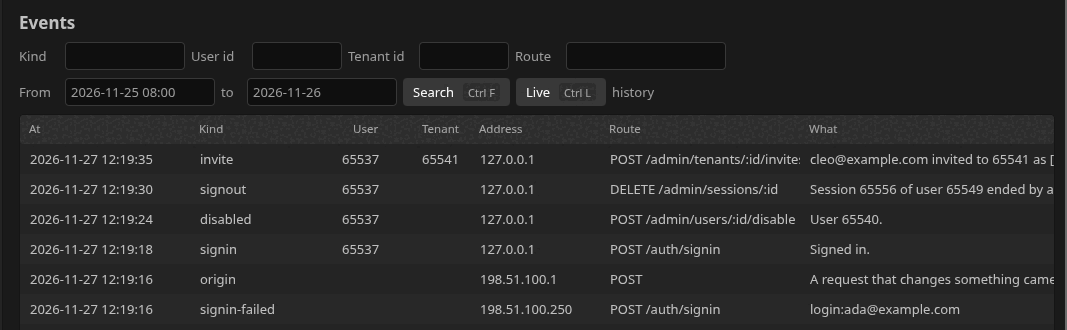 Events
Kind User id Tenant id Route
From 2026-11-25 08:00 to 2026-11-26 Search Ctrl F Live Ctrl L history
At Kind User Tenant Address Route What
2026-11-27 12:19:35 invite 65537 65541 127.0.0.1 POST /admin/tenants/:id/invites cleo@example.com invited to 65541 as [
2026-11-27 12:19:30 signout 65537 127.0.0.1 DELETE /admin/sessions/:id Session 65556 of user 65549 ended by a
2026-11-27 12:19:24 disabled 65537 127.0.0.1 POST /admin/users/:id/disable User 65540.
2026-11-27 12:19:18 signin 65537 127.0.0.1 POST /auth/signin Signed in.
2026-11-27 12:19:16 origin 198.51.100.1 POST A request that changes something came
2026-11-27 12:19:16 signin-failed 198.51.100.250 POST /auth/signin login:ada@example.com